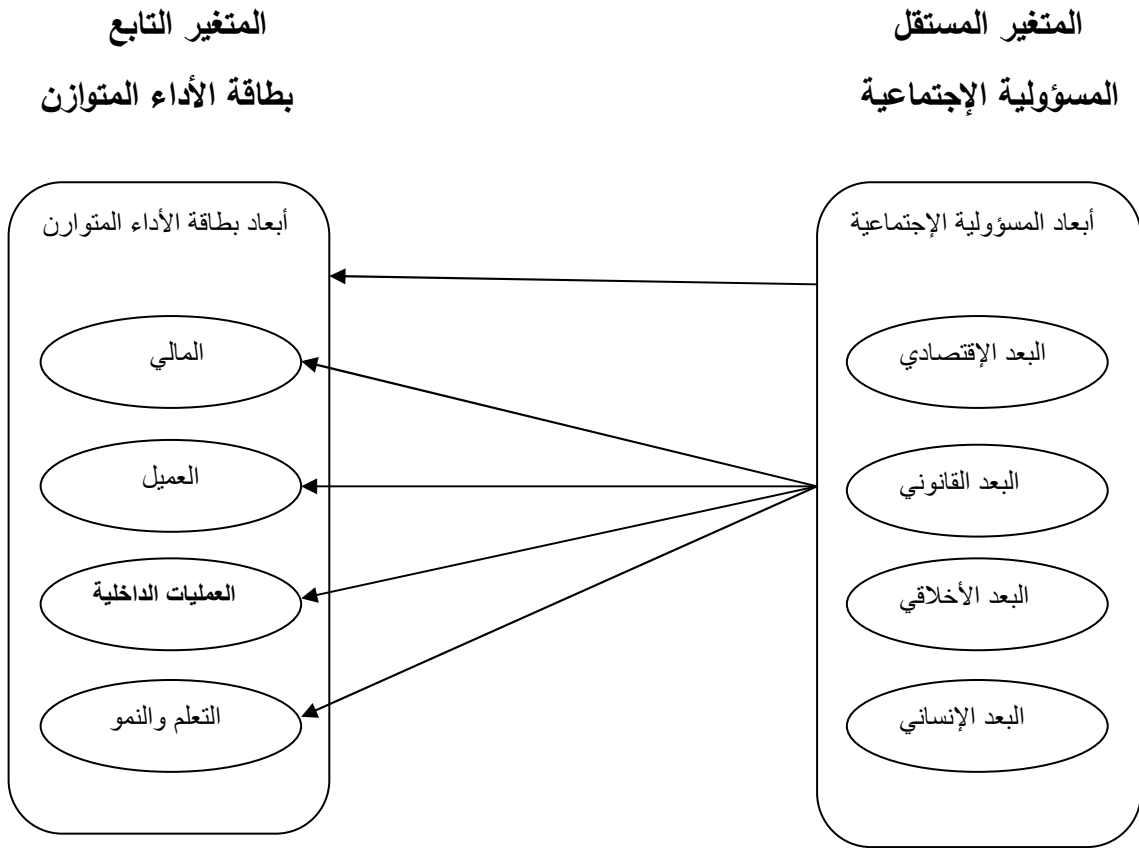 المتغير المستقل
المسؤولية الإجتماعية
أبعاد المسؤولية الإجتماعية
البعد الإقتصادي
البعد القانوني
البعد الأخلاقي
البعد الإنساني
المتغير التابع
بطاقة الأداء المتوازن
أبعاد بطاقة الأداء المتوارن
المالي
العميل
العمليات الداخلية
التعلم والنمو